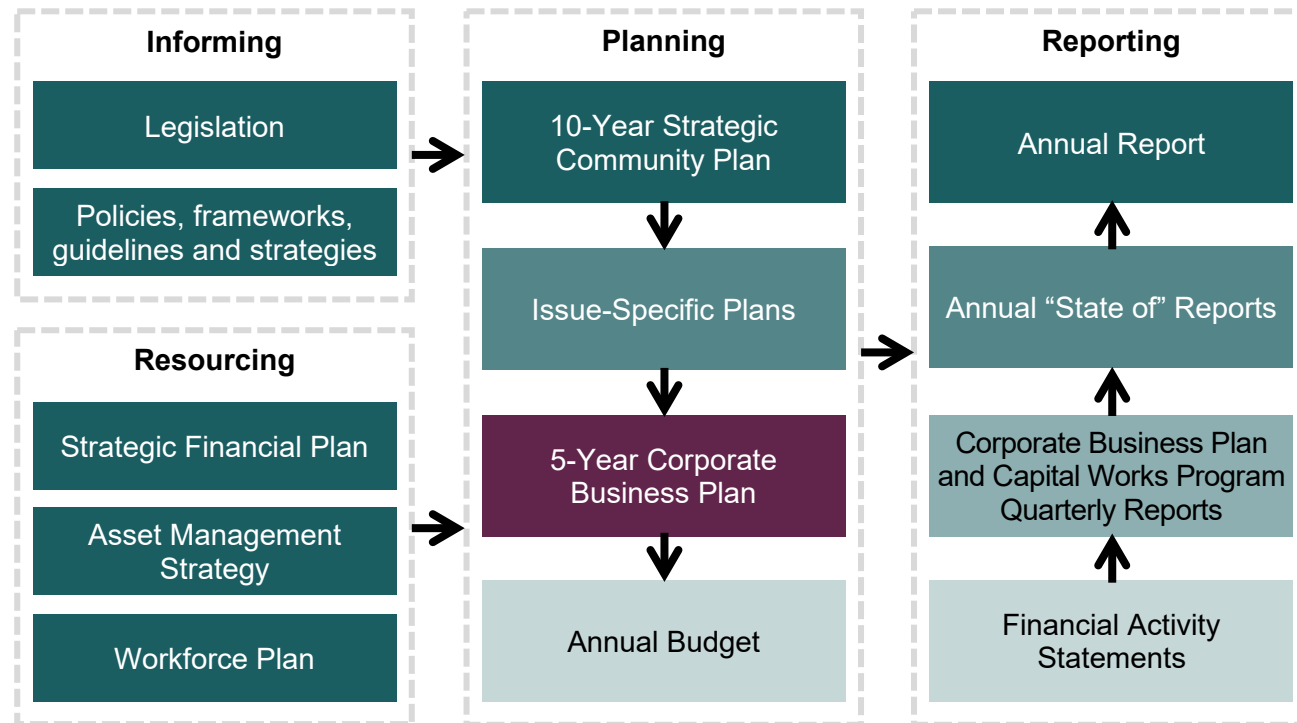 Informing
Legislation
Policies, frameworks,
guidelines and strategies
Resourcing
Strategic Financial Plan
Asset Management
Strategy
Workforce Plan
Planning
10-Year Strategic
Community Plan
Issue-Specific Plans
5-Year Corporate
Business Plan
Annual Budget
Reporting
Annual Report
Annual “State of” Reports
Corporate Business Plan
and Capital Works Program
Quarterly Reports
Financial Activity
Statements